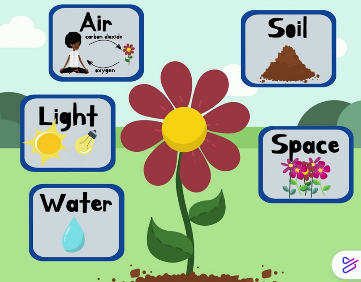 Air
carbon dioxide
oxygen
Soil
Light
Space
Water